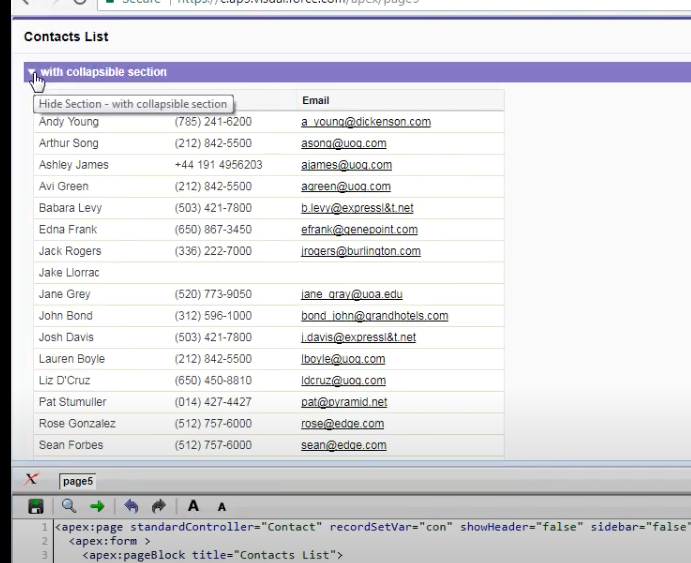 Secure | https://c.ap5.visual.force.com/apex/page5
Contacts List
with collapsible section
Hide Section - with collapsible section
Email
Andy Young (785) 241-6200 a_young@dickenson.com
Arthur Song (212) 842-5500 asong@uog.com
Ashley James +44 191 4956203 ajames@uog.com
Avi Green (212) 842-5500 agreen@uog.com
Babara Levy (503) 421-7800 b.levy@expressl&t.net
Edna Frank (650) 867-3450 efrank@genepoint.com
Jack Rogers (336) 222-7000 jrogers@burlington.com
Jake Llorrac
Jane Grey (520) 773-9050 jane_gray@uoa.edu
John Bond (312) 596-1000 bond_john@grandhotels.com
Josh Davis (503) 421-7800 j.davis@expressl&t.net
Lauren Boyle (212) 842-5500 lboyle@uog.com
Liz D'Cruz (650) 450-8810 ldcruz@uog.com
Pat Stumuller (014) 427-4427 pat@pyramid.net
Rose Gonzalez (512) 757-6000 rose@edge.com
Sean Forbes (512) 757-6000 sean@edge.com
X page5
A A
1 <apex:page standardController="Contact" recordSetVar="con" showHeader="false" sidebar="false"
2 <apex:form >
3 <apex:pageBlock title="Contacts List">